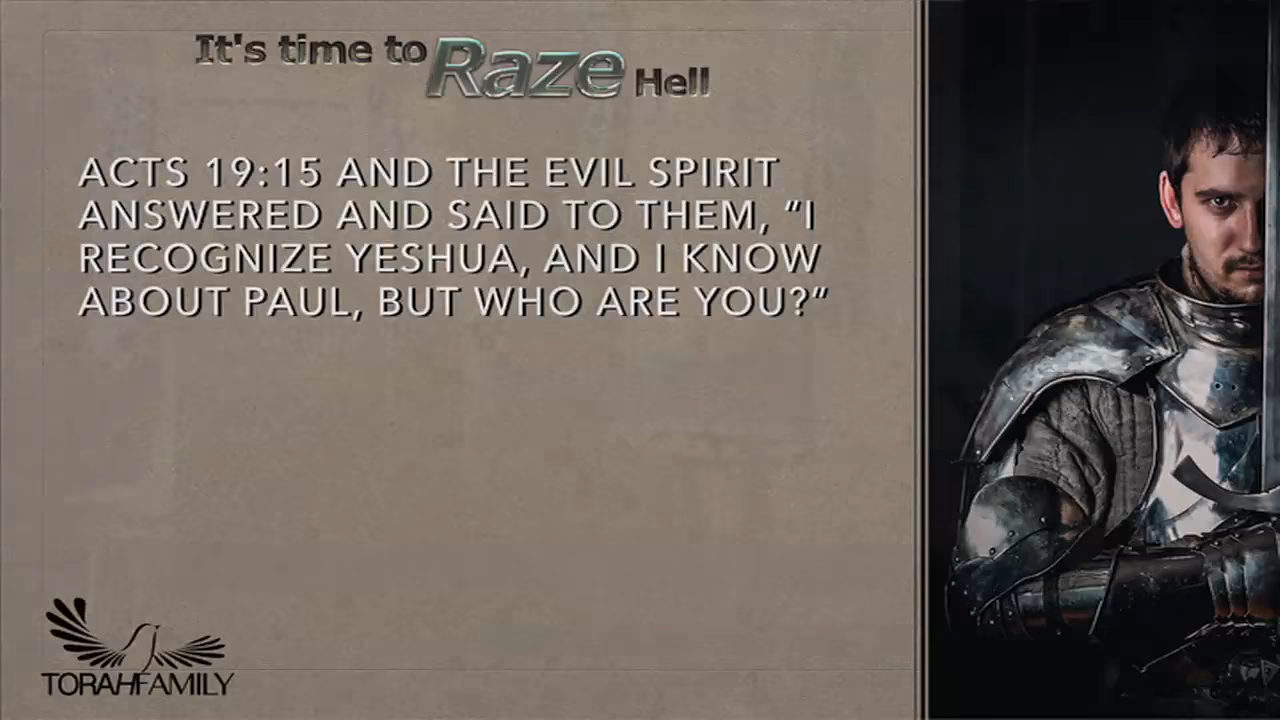 It's time to Raze Hell
ACTS 19:15 AND THE EVIL SPIRIT
ANSWERED AND SAID TO THEM, “I
RECOGNIZE YESHUA, AND I KNOW
ABOUT PAUL, BUT WHO ARE YOU?”
TORAHFAMILY